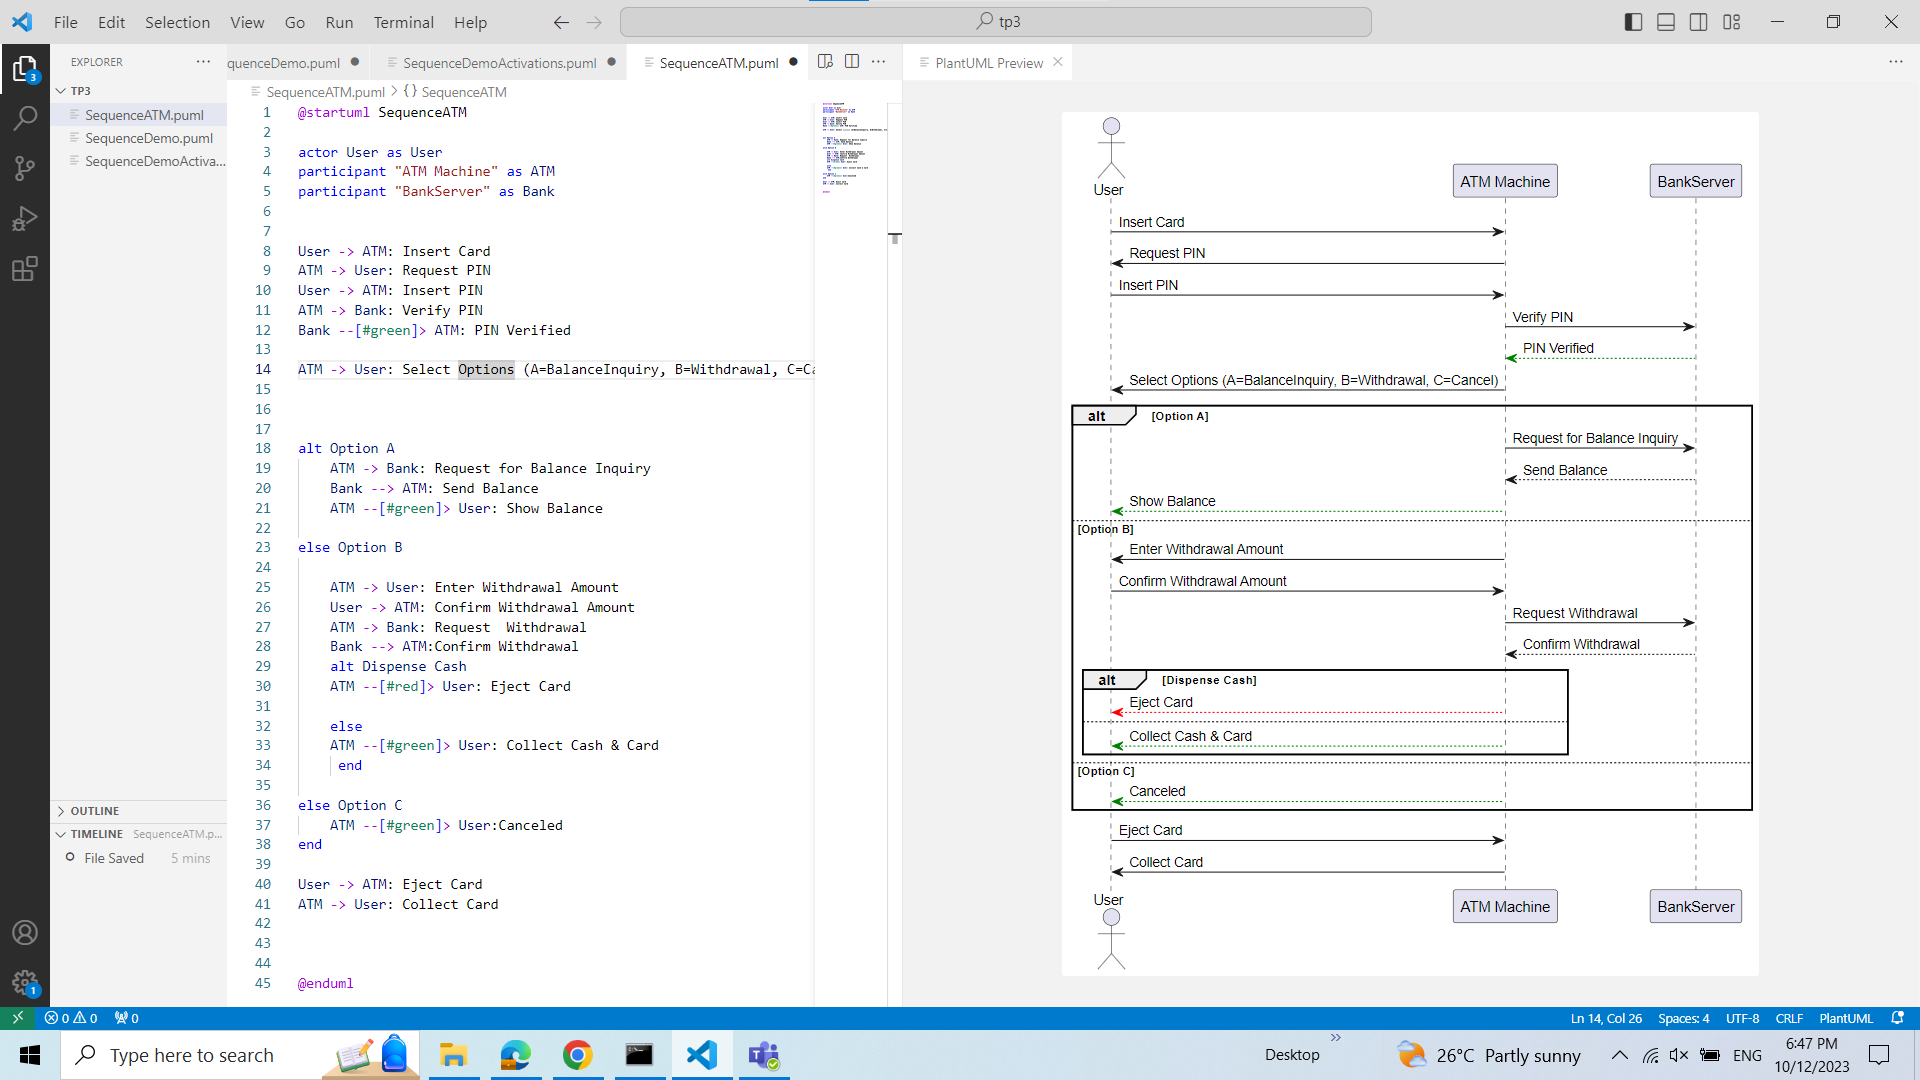 File Edit Selection View Go Run Terminal Help
tp3
EXPLORER
TP3
SequenceATM.puml
SequenceDemo.puml
SequenceDemoActiva...
OUTLINE
TIMELINE SequenceATM.p...
File Saved 5 mins
3
1
quenceDemo.puml
SequenceDemoActivations.puml
SequenceATM.puml
PlantUML Preview
SequenceATM.puml > {} SequenceATM
1 @startuml SequenceATM
2
3 actor User as User
4 participant "ATM Machine" as ATM
5 participant "BankServer" as Bank
6
7
8 User -> ATM: Insert Card
9 ATM -> User: Request PIN
10 User -> ATM: Insert PIN
11 ATM -> Bank: Verify PIN
12 Bank --[#green]> ATM: PIN Verified
13
14 ATM -> User: Select Options (A=BalanceInquiry, B=Withdrawal, C=Ca
15
16
17
18 alt Option A
19 ATM -> Bank: Request for Balance Inquiry
20 Bank --> ATM: Send Balance
21 ATM --[#green]> User: Show Balance
22
23 else Option B
24
25 ATM -> User: Enter Withdrawal Amount
26 User -> ATM: Confirm Withdrawal Amount
27 ATM -> Bank: Request  Withdrawal
28 Bank --> ATM:Confirm Withdrawal
29 alt Dispense Cash
30 ATM --[#red]> User: Eject Card
31
32 else
33 ATM --[#green]> User: Collect Cash & Card
34 end
35
36 else Option C
37 ATM --[#green]> User:Canceled
38 end
39
40 User -> ATM: Eject Card
41 ATM -> User: Collect Card
42
43
44
45 @enduml
User
ATM Machine
BankServer
Insert Card
Request PIN
Insert PIN
Verify PIN
PIN Verified
Select Options (A=BalanceInquiry, B=Withdrawal, C=Cancel)
alt [Option A]
Request for Balance Inquiry
Send Balance
Show Balance
[Option B]
Enter Withdrawal Amount
Confirm Withdrawal Amount
Request Withdrawal
Confirm Withdrawal
alt [Dispense Cash]
Eject Card
Collect Cash & Card
[Option C]
Canceled
Eject Card
Collect Card
User
ATM Machine
BankServer
0 0 0
Ln 14, Col 26 Spaces: 4 UTF-8 CRLF PlantUML
Type here to search
Desktop
26°C Partly sunny
ENG
6:47 PM
10/12/2023